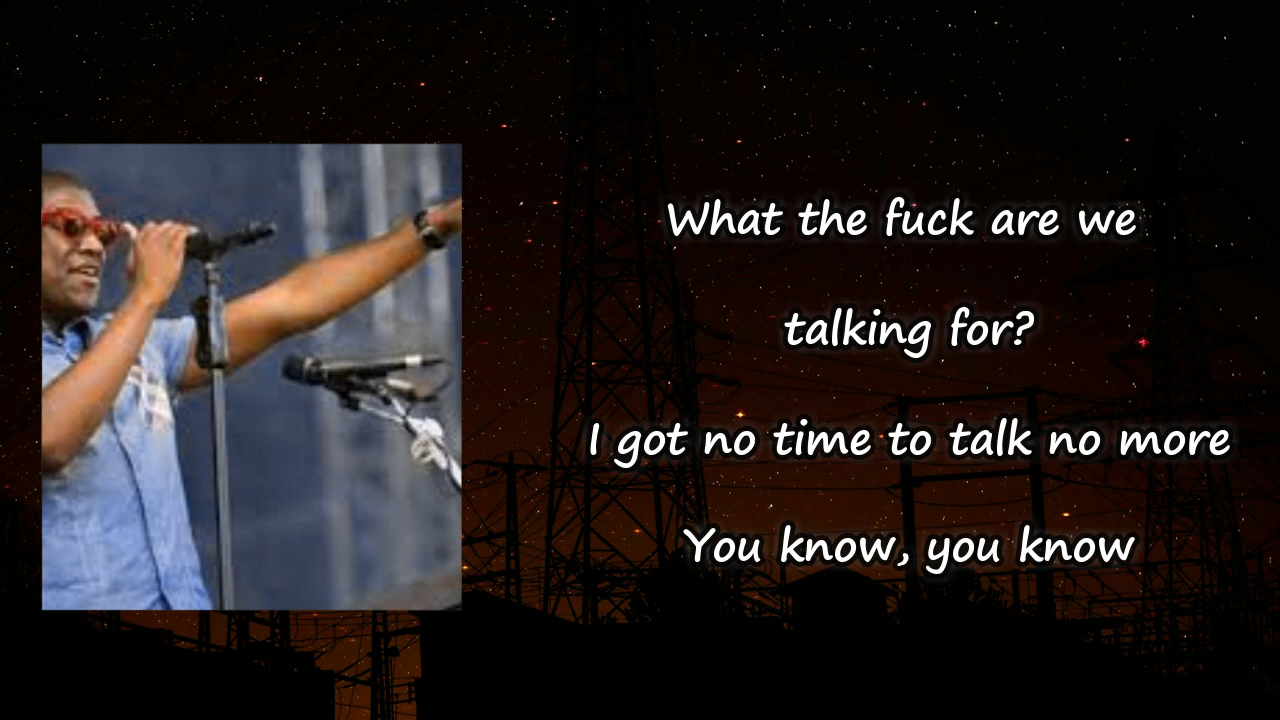 What the fuck are we
talking for?
I got no time to talk no more
You know, you know